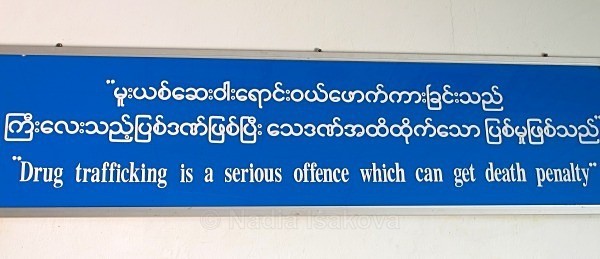 "မူးယစ်ဆေးဝါးရောင်းဝယ်ဖောက်ကားခြင်းသည်
ကြီးလေးသည့်ပြစ်ဒဏ်ဖြစ်ပြီး သေဒဏ်အထိထိုက်သော ပြစ်မှုဖြစ်သည်"
"Drug trafficking is a serious offence which can get death penalty"
© Nadia Isakova